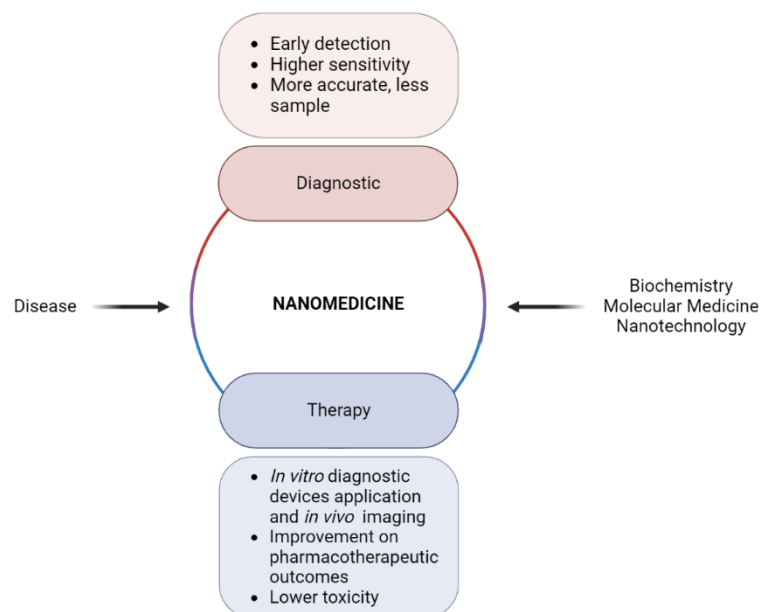 • Early detection
• Higher sensitivity
• More accurate, less
sample
Diagnostic
Disease
NANOMEDICINE
Biochemistry
Molecular Medicine
Nanotechnology
Therapy
• In vitro diagnostic
devices application
and in vivo imaging
• Improvement on
pharmacotherapeutic
outcomes
• Lower toxicity